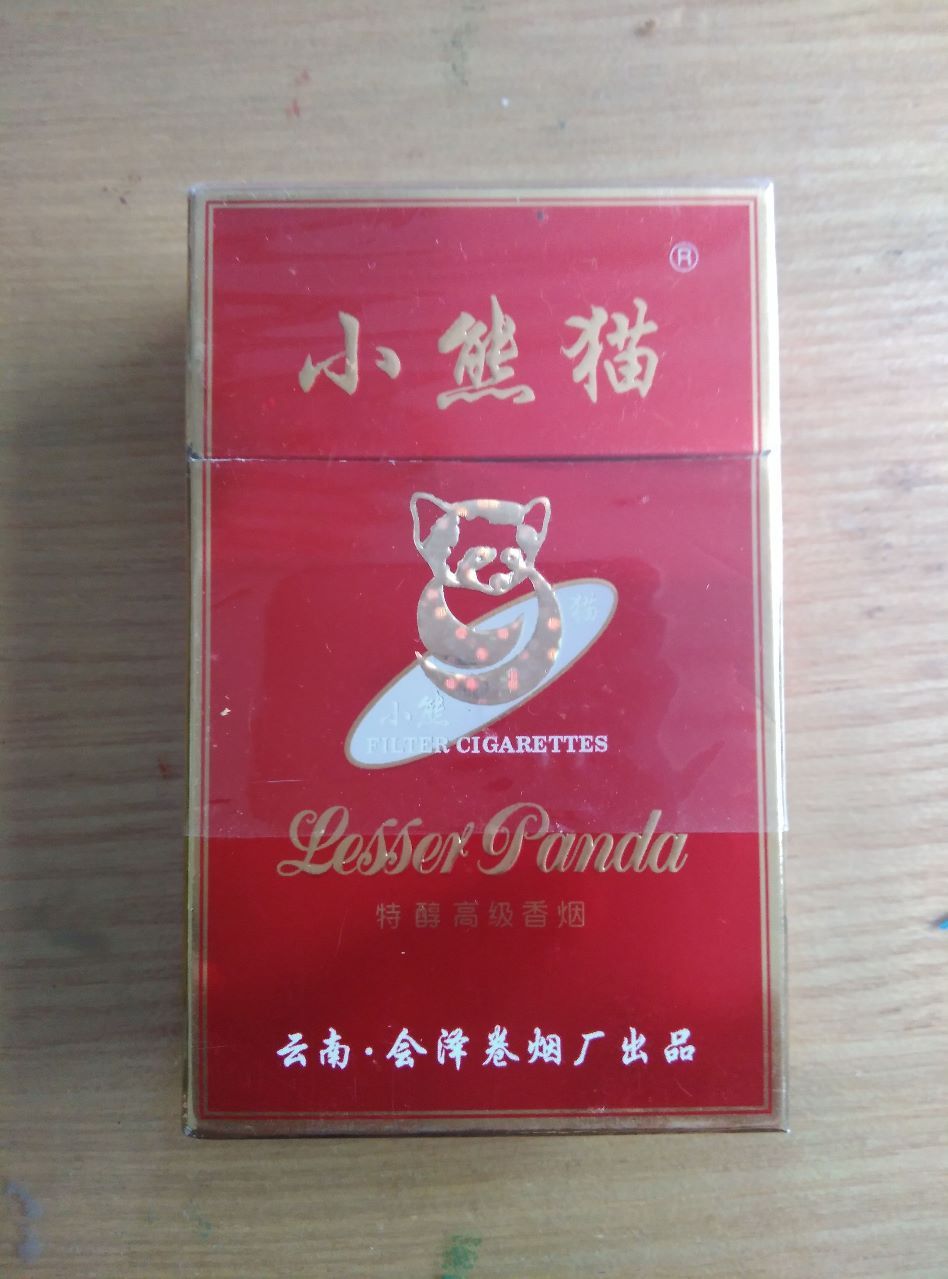 ®
小熊猫
猫
小熊
FILTER CIGARETTES
Lesser Panda
特醇高级香烟
云南·会泽卷烟厂出品